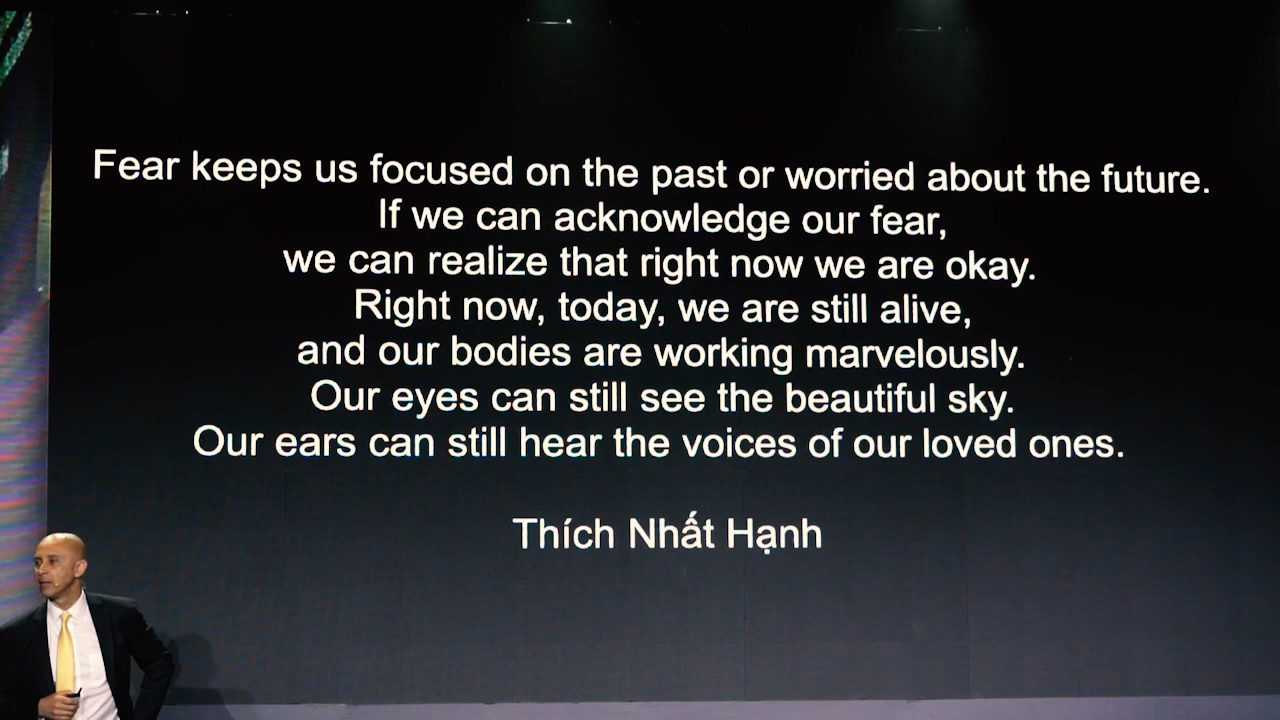 Fear keeps us focused on the past or worried about the future.
If we can acknowledge our fear,
we can realize that right now we are okay.
Right now, today, we are still alive,
and our bodies are working marvelously.
Our eyes can still see the beautiful sky.
Our ears can still hear the voices of our loved ones.
Thích Nhất Hạnh